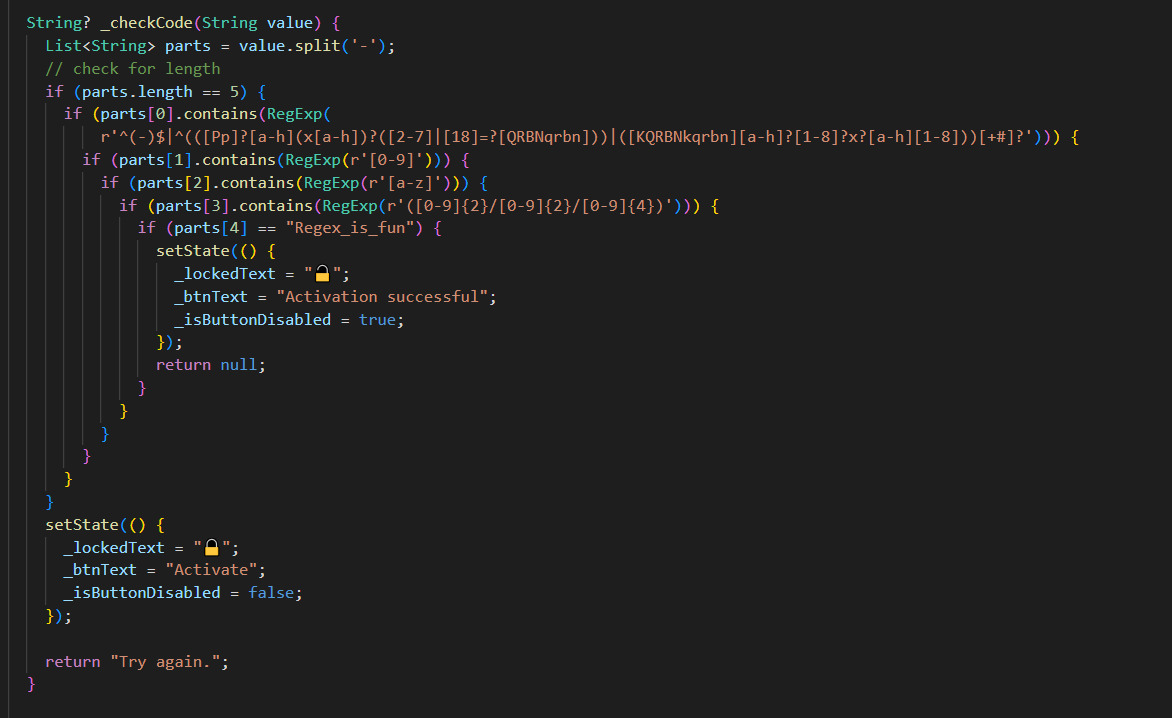 String? _checkCode(String value) {
List<String> parts = value.split('-');
// check for length
if (parts.length == 5) {
if (parts[0].contains(RegExp(
r'^(-)$|^(([Pp]?[a-h](x[a-h])?([2-7]|[18]=?[QRBNqrbn]))|([KQRBNkqrbn][a-h]?[1-8]?x?[a-h][1-8]))[+#]?'))) {
if (parts[1].contains(RegExp(r'[0-9]'))) {
if (parts[2].contains(RegExp(r'[a-z]'))) {
if (parts[3].contains(RegExp(r'([0-9]{2}/[0-9]{2}/[0-9]{4})'))) {
if (parts[4] == "Regex_is_fun") {
setState(() {
_lockedText = "🔓";
_btnText = "Activation successful";
_isButtonDisabled = true;
});
return null;
}
}
}
}
}
}
setState(() {
_lockedText = "🔒";
_btnText = "Activate";
_isButtonDisabled = false;
});
return "Try again.";
}